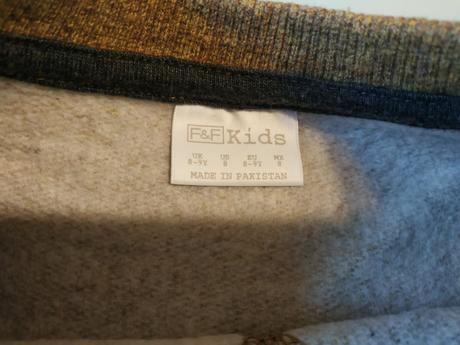 F&F Kids
UK US EU MX
8-9Y 8 8-9Y 8
MADE IN PAKISTAN